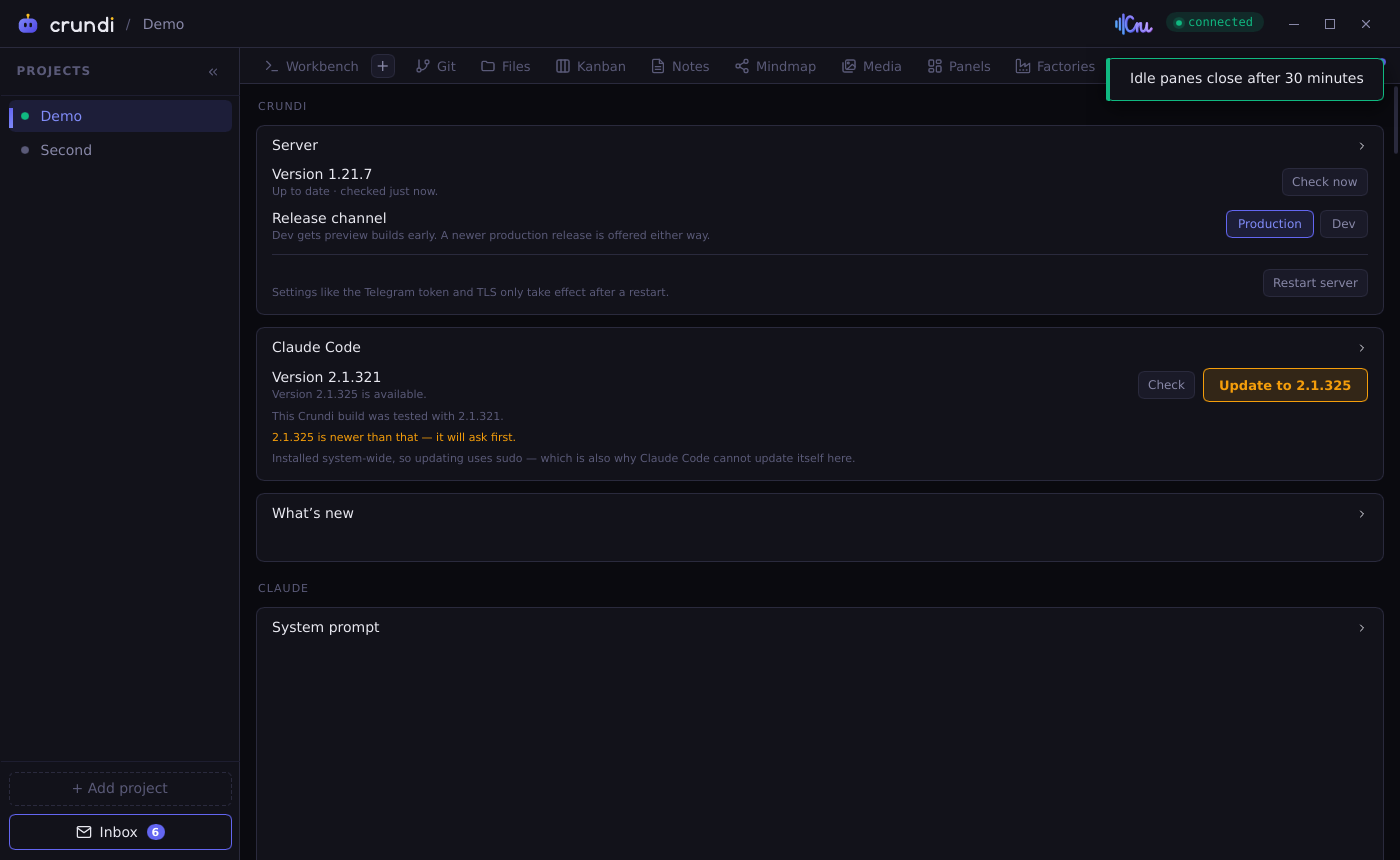 crundi / Demo
Cru
connected
PROJECTS
Workbench
Git
Files
Kanban
Notes
Mindmap
Media
Panels
Factories
Idle panes close after 30 minutes
Demo
Second
CRUNDI
Server
Version 1.21.7
Up to date · checked just now.
Check now
Release channel
Dev gets preview builds early. A newer production release is offered either way.
Production
Dev
Settings like the Telegram token and TLS only take effect after a restart.
Restart server
Claude Code
Version 2.1.321
Version 2.1.325 is available.
Check
Update to 2.1.325
This Crundi build was tested with 2.1.321.
2.1.325 is newer than that — it will ask first.
Installed system-wide, so updating uses sudo — which is also why Claude Code cannot update itself here.
What’s new
CLAUDE
System prompt
+ Add project
Inbox 6